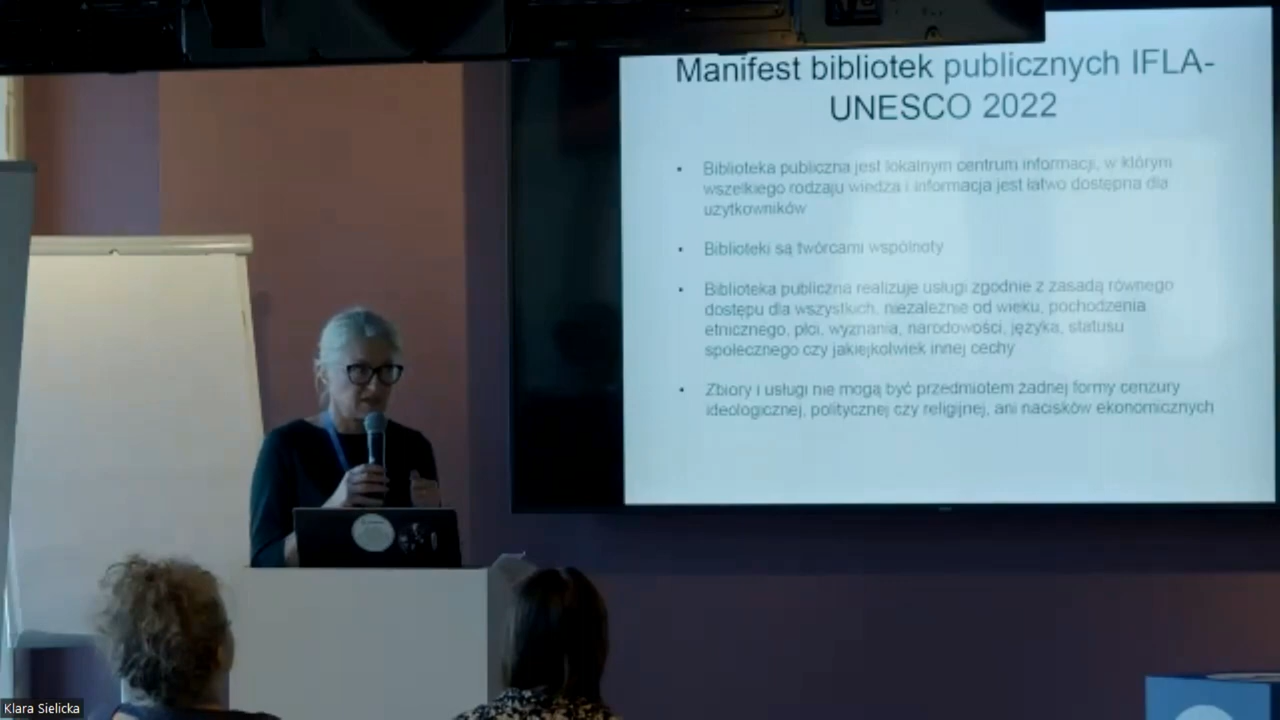 Manifest bibliotek publicznych IFLA-
UNESCO 2022
• Biblioteka publiczna jest lokalnym centrum informacji, w którym
wszelkiego rodzaju wiedza i informacja jest łatwo dostępna dla
użytkowników
• Biblioteki są twórcami wspólnoty
• Biblioteka publiczna realizuje usługi zgodnie z zasadą równego
dostępu dla wszystkich, niezależnie od wieku, pochodzenia
etnicznego, płci, wyznania, narodowości, języka, statusu
społecznego czy jakiejkolwiek innej cechy
• Zbiory i usługi nie mogą być przedmiotem żadnej formy cenzury
ideologicznej, politycznej czy religijnej, ani nacisków ekonomicznych
Klara Sielicka